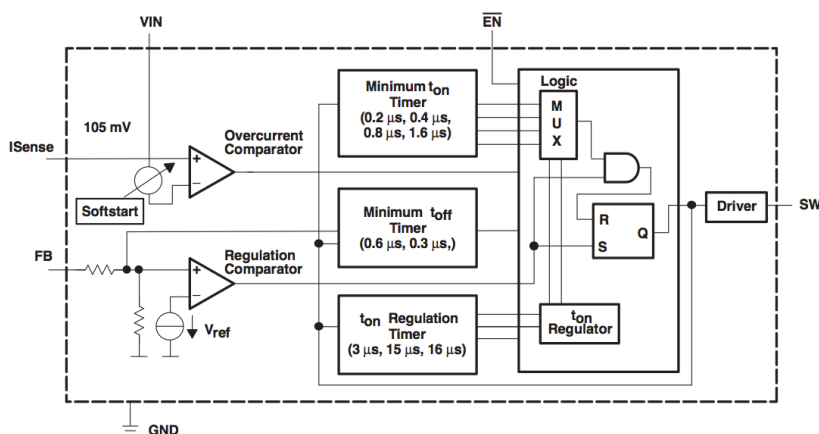 VIN
EN
105 mV
ISense
Softstart
Overcurrent
Comparator
Minimum ton
Timer
(0.2 μs, 0.4 μs,
0.8 μs, 1.6 μs)
Logic
M
U
X
+
−
Minimum toff
Timer
(0.6 μs, 0.3 μs,)
R
S
Q
Driver
SW
FB
Regulation
Comparator
+
−
Vref
ton Regulation
Timer
(3 μs, 15 μs, 16 μs)
ton
Regulator
GND